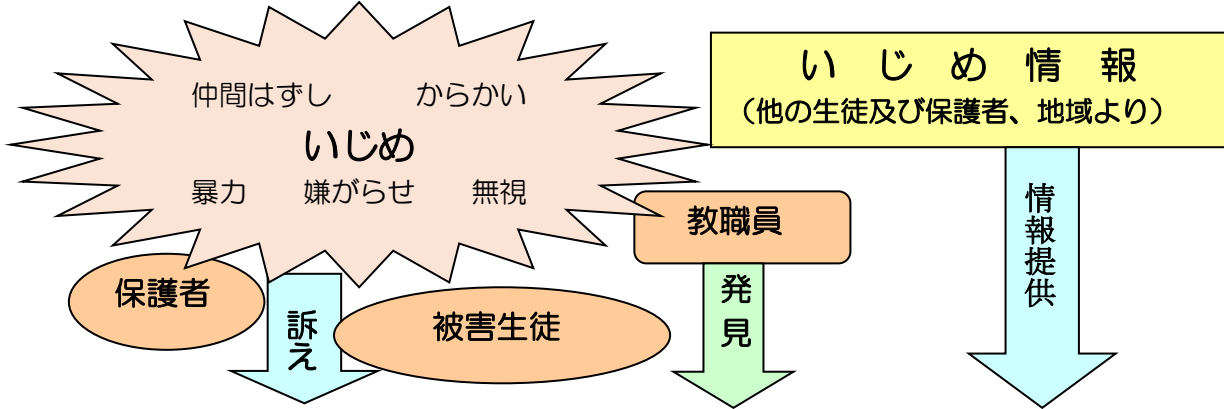 仲間はずし　からかい
いじめ
暴力　嫌がらせ　無視
い じ め 情 報
（他の生徒及び保護者、地域より）
教職員
保護者
訴え
被害生徒
発見
情報提供